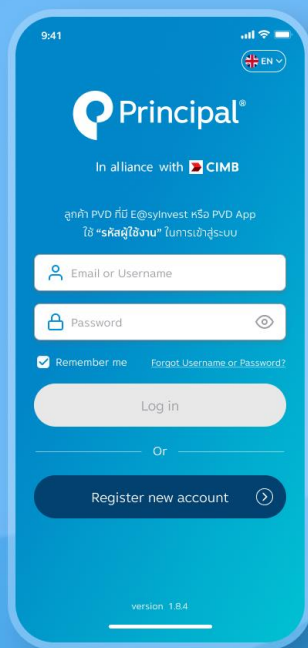 9:41
EN
Principal®
In alliance with CIMB
ลูกค้า PVD ที่มี E@syInvest หรือ PVD App
ใช้ "รหัสผู้ใช้งาน" ในการเข้าสู่ระบบ
Email or Username
Password
Remember me Forgot Username or Password?
Log in
Or
Register new account
version 1.8.4